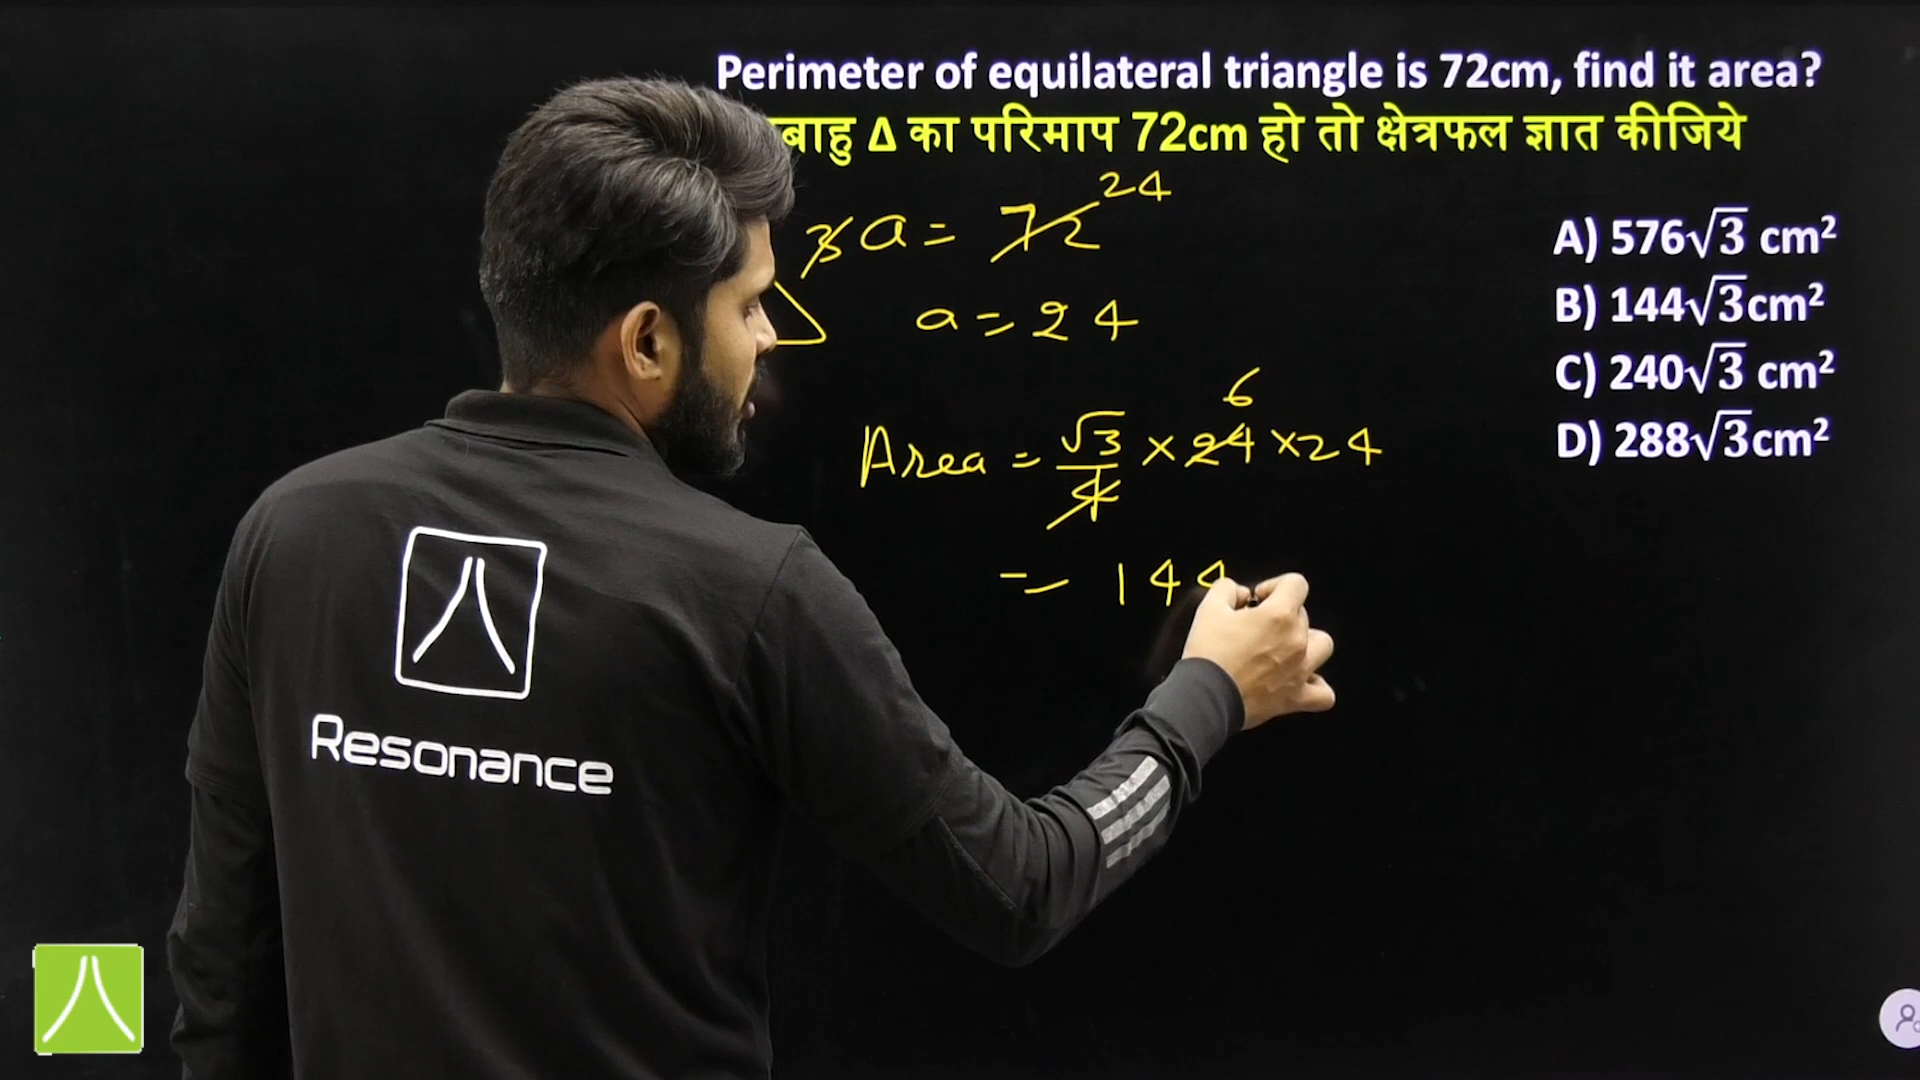 Perimeter of equilateral triangle is 72cm, find it area?
बाहु Δ का परिमाप 72cm हो तो क्षेत्रफल ज्ञात कीजिये
24
3a = 72
a = 24
6
Area = √3/4 × 24 × 24
= 144
A) 576√3 cm²
B) 144√3cm²
C) 240√3 cm²
D) 288√3cm²
Resonance